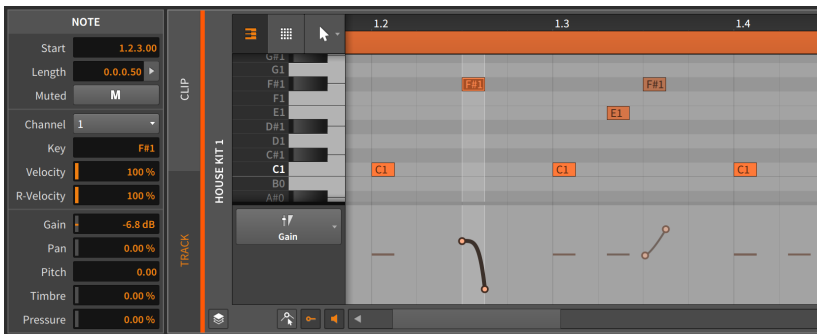 NOTE
Start 1.2.3.00
Length 0.0.0.50
Muted M
Channel 1
Key F#1
Velocity 100 %
R-Velocity 100 %
Gain -6.8 dB
Pan 0.00 %
Pitch 0.00
Timbre 0.00 %
Pressure 0.00 %
CLIP
TRACK
HOUSE KIT 1
1.2 1.3 1.4
G#1
G1
F#1 F#1 F#1
F1
E1 E1
D#1
D1
C#1
C1 C1 C1 C1
B0
A#0
Gain